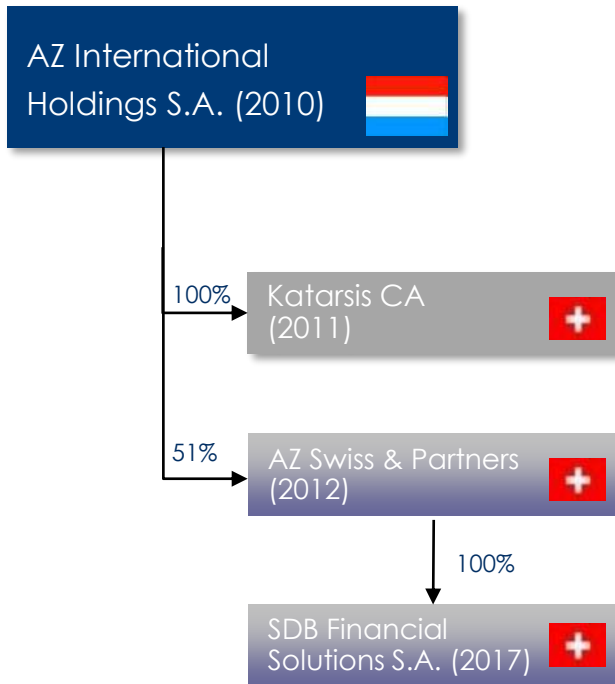 AZ International
Holdings S.A. (2010)
100%
Katarsis CA
(2011)
51%
AZ Swiss & Partners
(2012)
100%
SDB Financial
Solutions S.A. (2017)